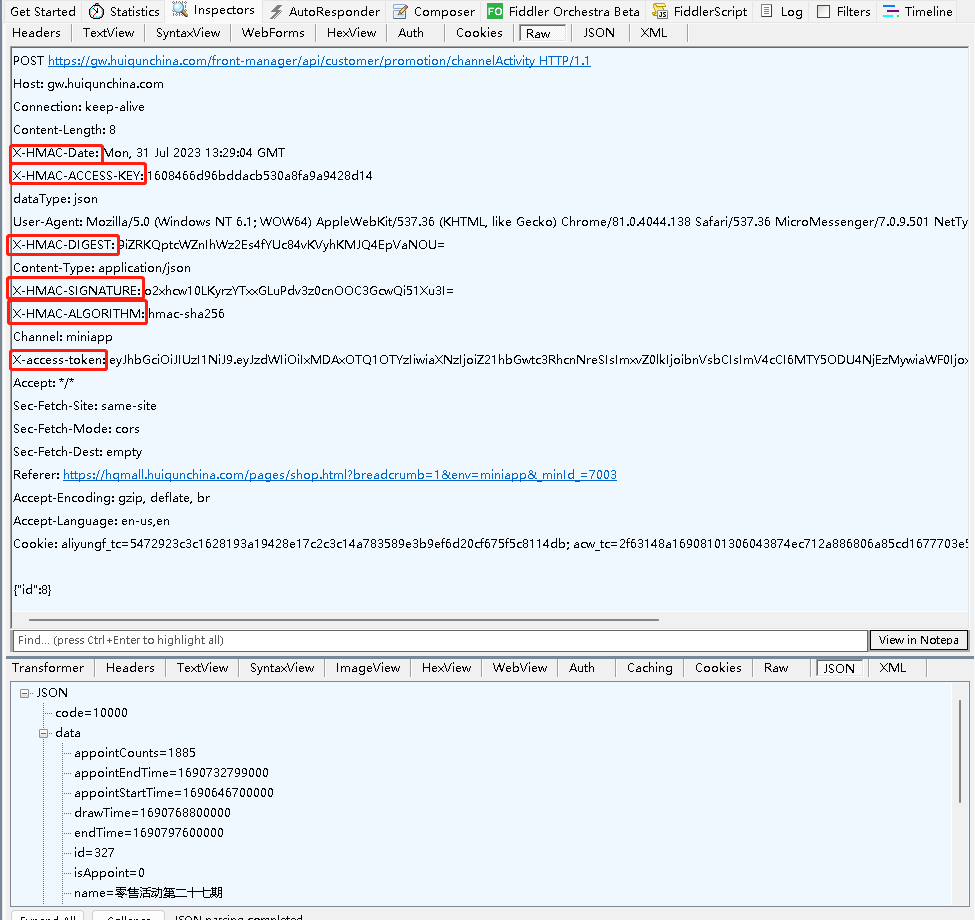 Get Started Statistics Inspectors AutoResponder Composer FO Fiddler Orchestra Beta FiddlerScript Log Filters Timeline
Headers TextView SyntaxView WebForms HexView Auth Cookies Raw JSON XML
POST https://gw.huiqunchina.com/front-manager/api/customer/promotion/channelActivity HTTP/1.1
Host: gw.huiqunchina.com
Connection: keep-alive
Content-Length: 8
X-HMAC-Date: Mon, 31 Jul 2023 13:29:04 GMT
X-HMAC-ACCESS-KEY: 1608466d96bddacb530a8fa9a9428d14
dataType: json
User-Agent: Mozilla/5.0 (Windows NT 6.1; WOW64) AppleWebKit/537.36 (KHTML, like Gecko) Chrome/81.0.4044.138 Safari/537.36 MicroMessenger/7.0.9.501 NetTy
X-HMAC-DIGEST: 9iZRKQptcWZnIhWz2Es4fYUc84vKVyhKMJQ4EpVaNOU=
Content-Type: application/json
X-HMAC-SIGNATURE: o2xhcw10LKyrzYTxxGLuPdv3z0cnOOC3GcwQi51Xu3I=
X-HMAC-ALGORITHM: hmac-sha256
Channel: miniapp
X-access-token: eyJhbGciOiJIUzI1NiJ9.eyJzdWIiOiIxMDAxOTQ1OTYzIiwiaXNzIjoiZ21hbGwtc3RhcnNreSIsImxvZ0lkIjoibnVsbCIsImV4cCI6MTY5ODU4NjEzMywiaWF0Ijox
Accept: */*
Sec-Fetch-Site: same-site
Sec-Fetch-Mode: cors
Sec-Fetch-Dest: empty
Referer: https://hqmall.huiqunchina.com/pages/shop.html?breadcrumb=1&env=miniapp&_minId_=7003
Accept-Encoding: gzip, deflate, br
Accept-Language: en-us,en
Cookie: aliyungf_tc=5472923c3c1628193a19428e17c2c3c14a783589e3b9ef6d20cf675f5c8114db; acw_tc=2f63148a16908101306043874ec712a886806a85cd1677703e5
{"id":8}
Find... (press Ctrl+Enter to highlight all) View in Notepa
Transformer Headers TextView SyntaxView ImageView HexView WebView Auth Caching Cookies Raw JSON XML
JSON
code=10000
data
appointCounts=1885
appointEndTime=1690732799000
appointStartTime=1690646700000
drawTime=1690768800000
endTime=1690797600000
id=327
isAppoint=0
name=零售活动第二十七期
Expand All Collapse JSON parsing completed.